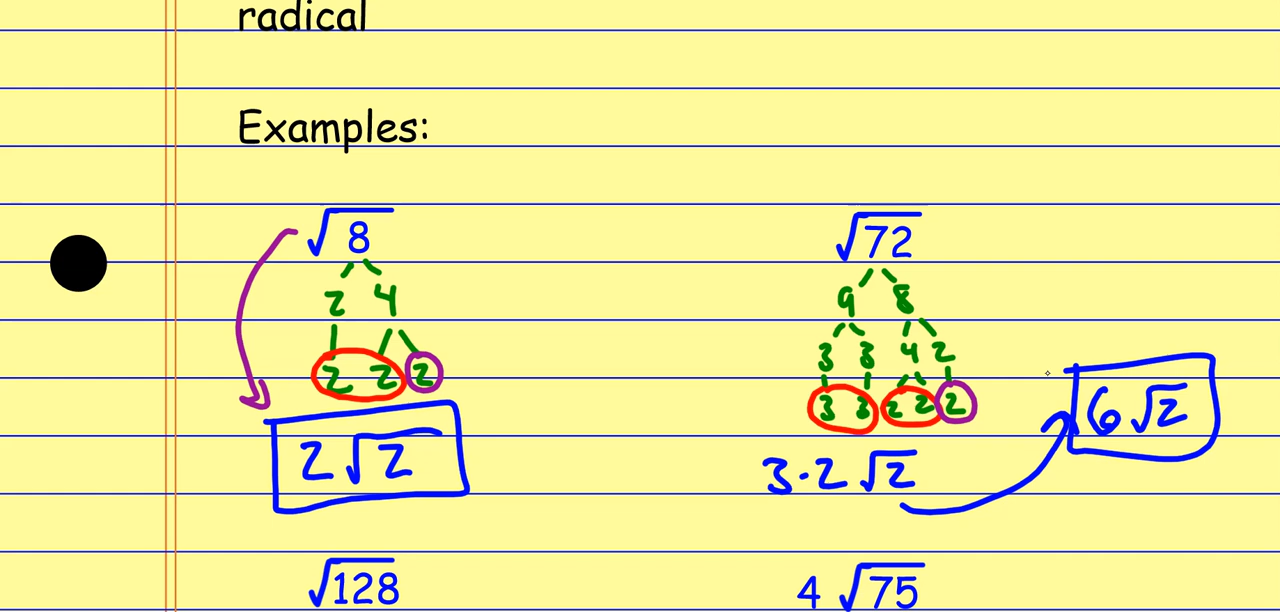 radical
Examples:
√8 √72
2 4 9 8
3 3 4 2
2 2 2 3 3 2 2 2
6√2
2√2 3·2√2
√128 4√75